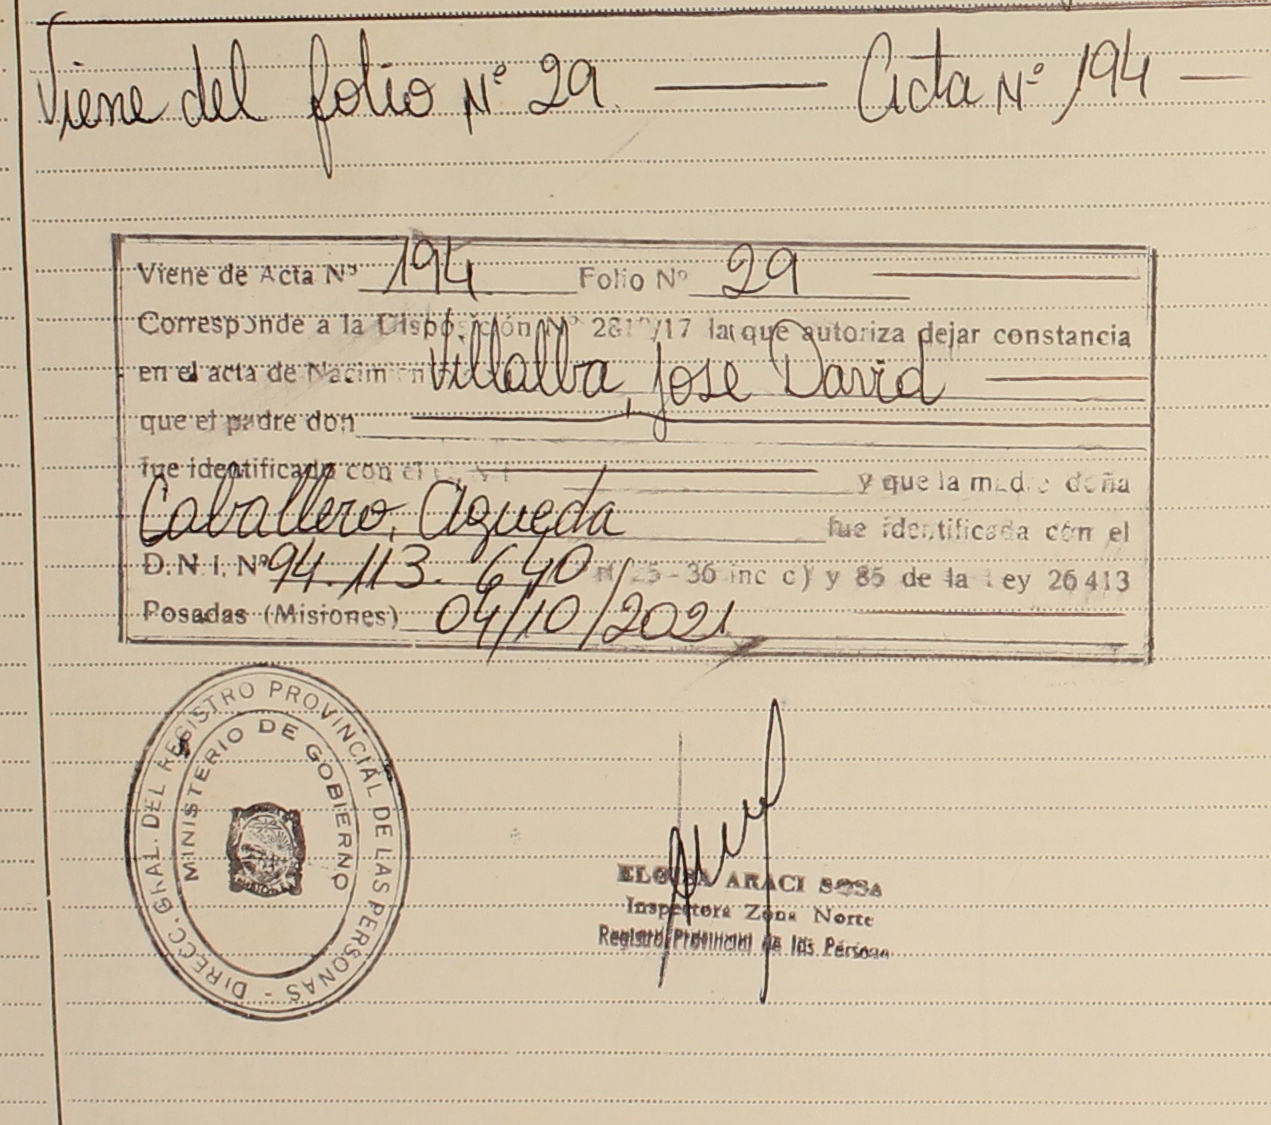 Viene del folio Nº 29 — Acta Nº 194 —
Viene de Acta Nº 194 Folio Nº 29
Corresponde a la Disposición Nº /17 la que autoriza dejar constancia
en el acta de Nacim Villalba, Jose David
que el padre don
fue identificado con el y que la madre doña
Caballero, Agueda fue identificada con el
D.N.I. Nº 94.113.640 25-36 inc c) y 85 de la Ley 26413
Posadas (Misiones) 04/10/2021
DIRECC. GRAL. DEL REGISTRO PROVINCIAL DE LAS PERSONAS -
MINISTERIO DE GOBIERNO
ARACI SOSA
Inspectora Zona Norte
Registro Provincial de las Personas